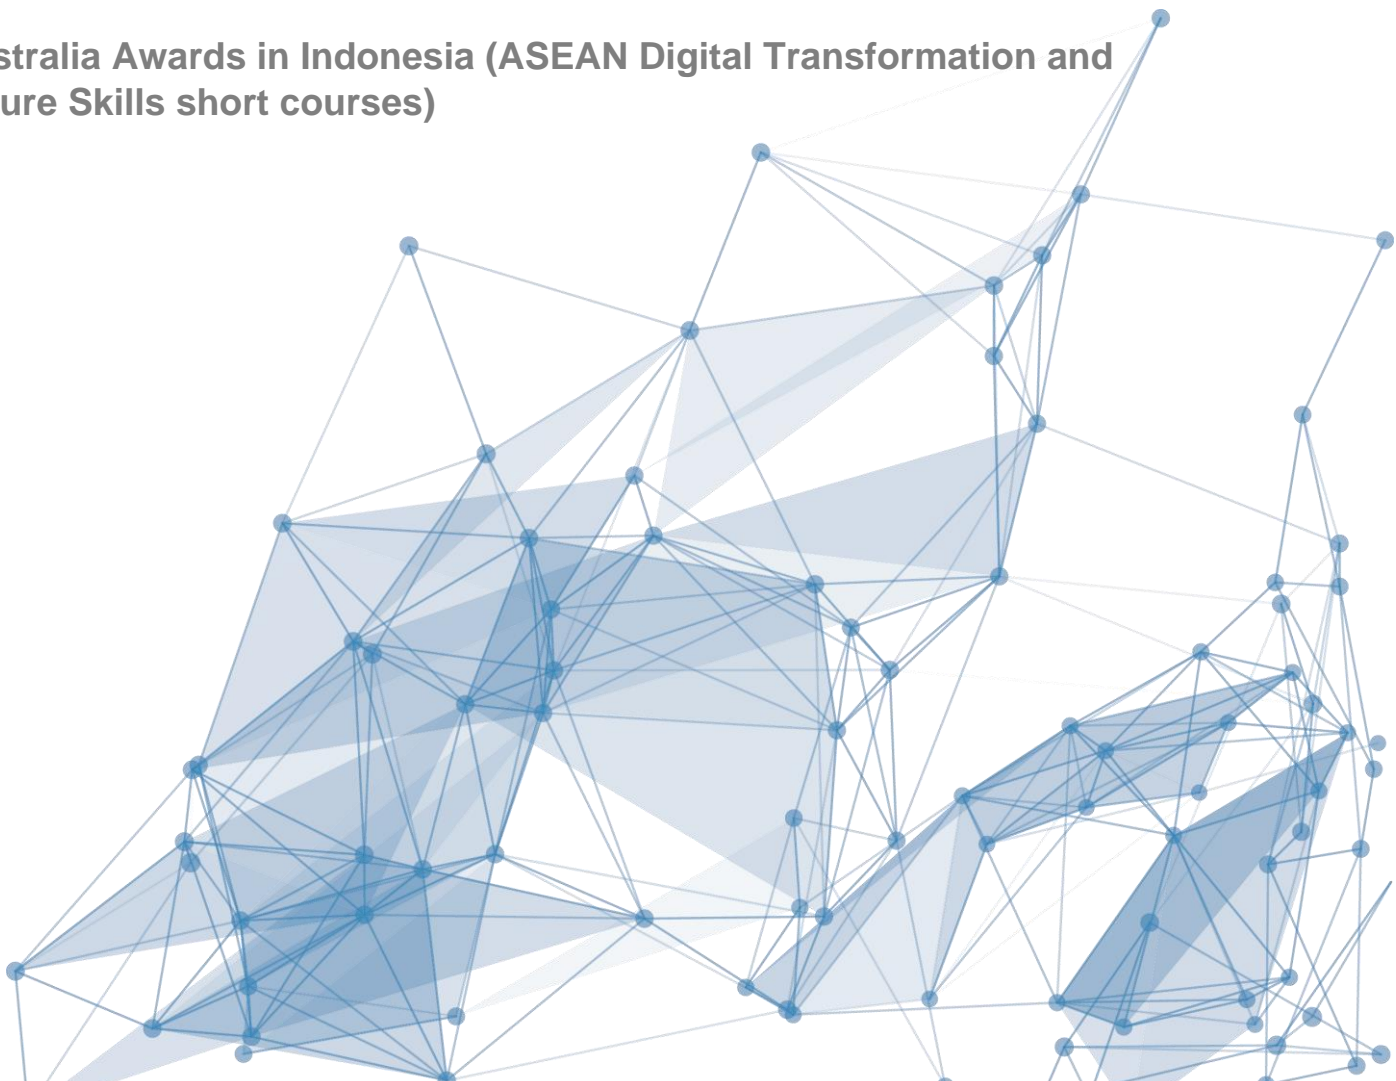 stralia Awards in Indonesia (ASEAN Digital Transformation and
ure Skills short courses)